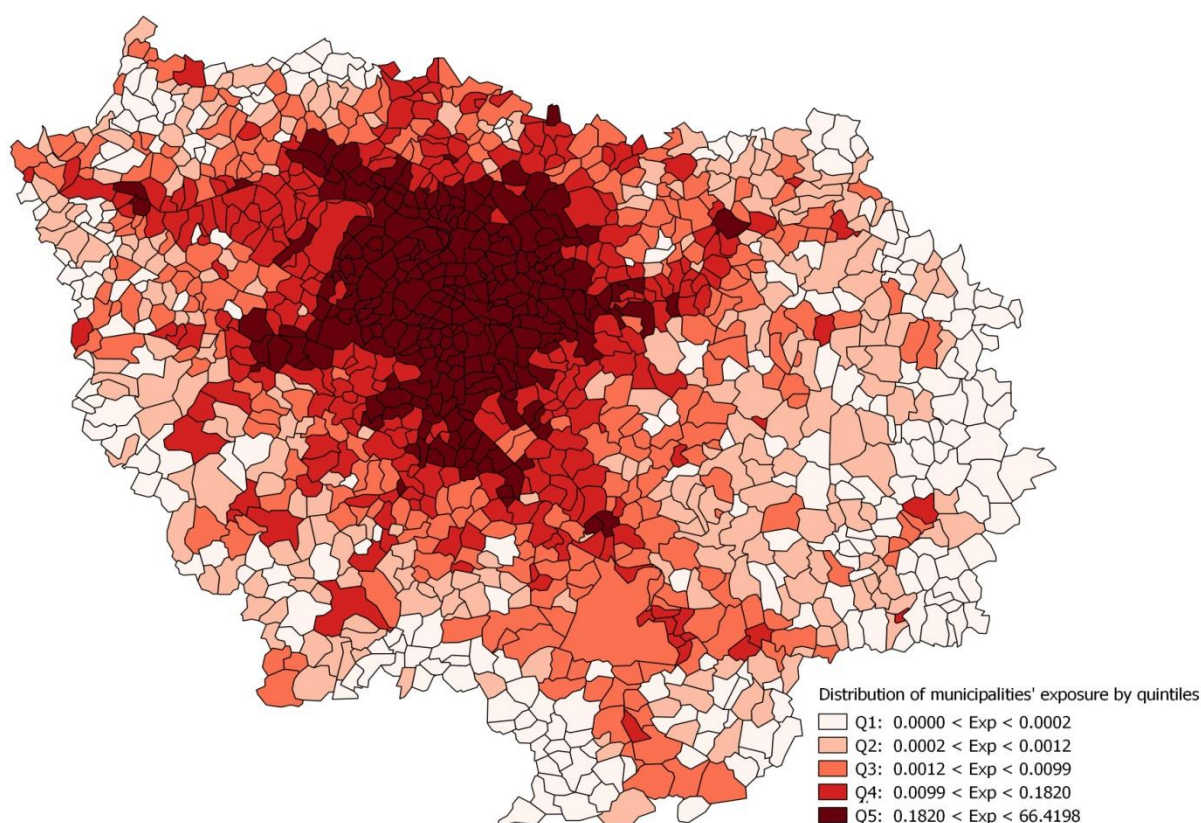 Distribution of municipalities' exposure by quintiles
Q1: 0.0000 < Exp < 0.0002
Q2: 0.0002 < Exp < 0.0012
Q3: 0.0012 < Exp < 0.0099
Q4: 0.0099 < Exp < 0.1820
Q5: 0.1820 < Exp < 66.4198